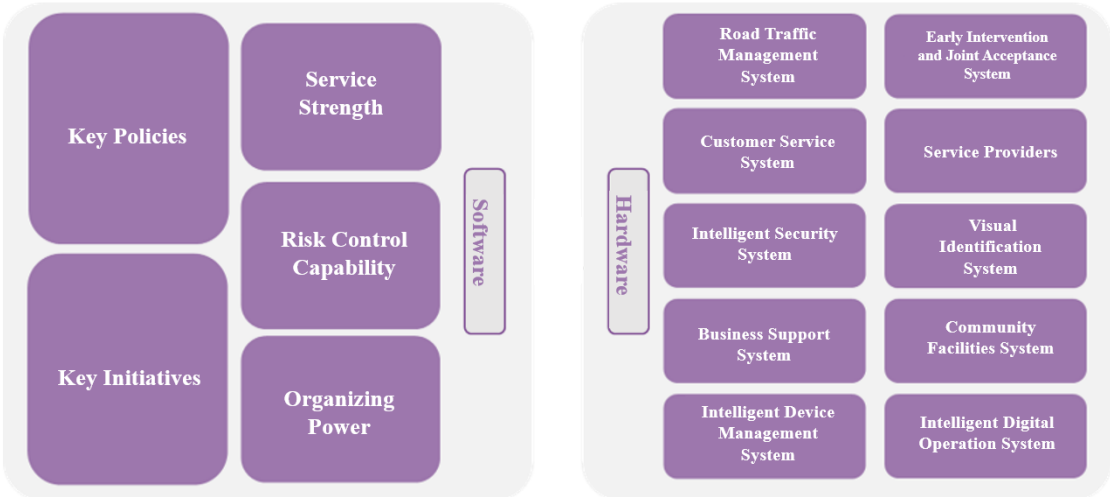 Key Policies
Key Initiatives
Service
Strength
Risk Control
Capability
Organizing
Power
Software
Hardware
Road Traffic
Management
System
Early Intervention
and Joint Acceptance
System
Customer Service
System
Service Providers
Intelligent Security
System
Visual
Identification
System
Business Support
System
Community
Facilities System
Intelligent Device
Management
System
Intelligent Digital
Operation System